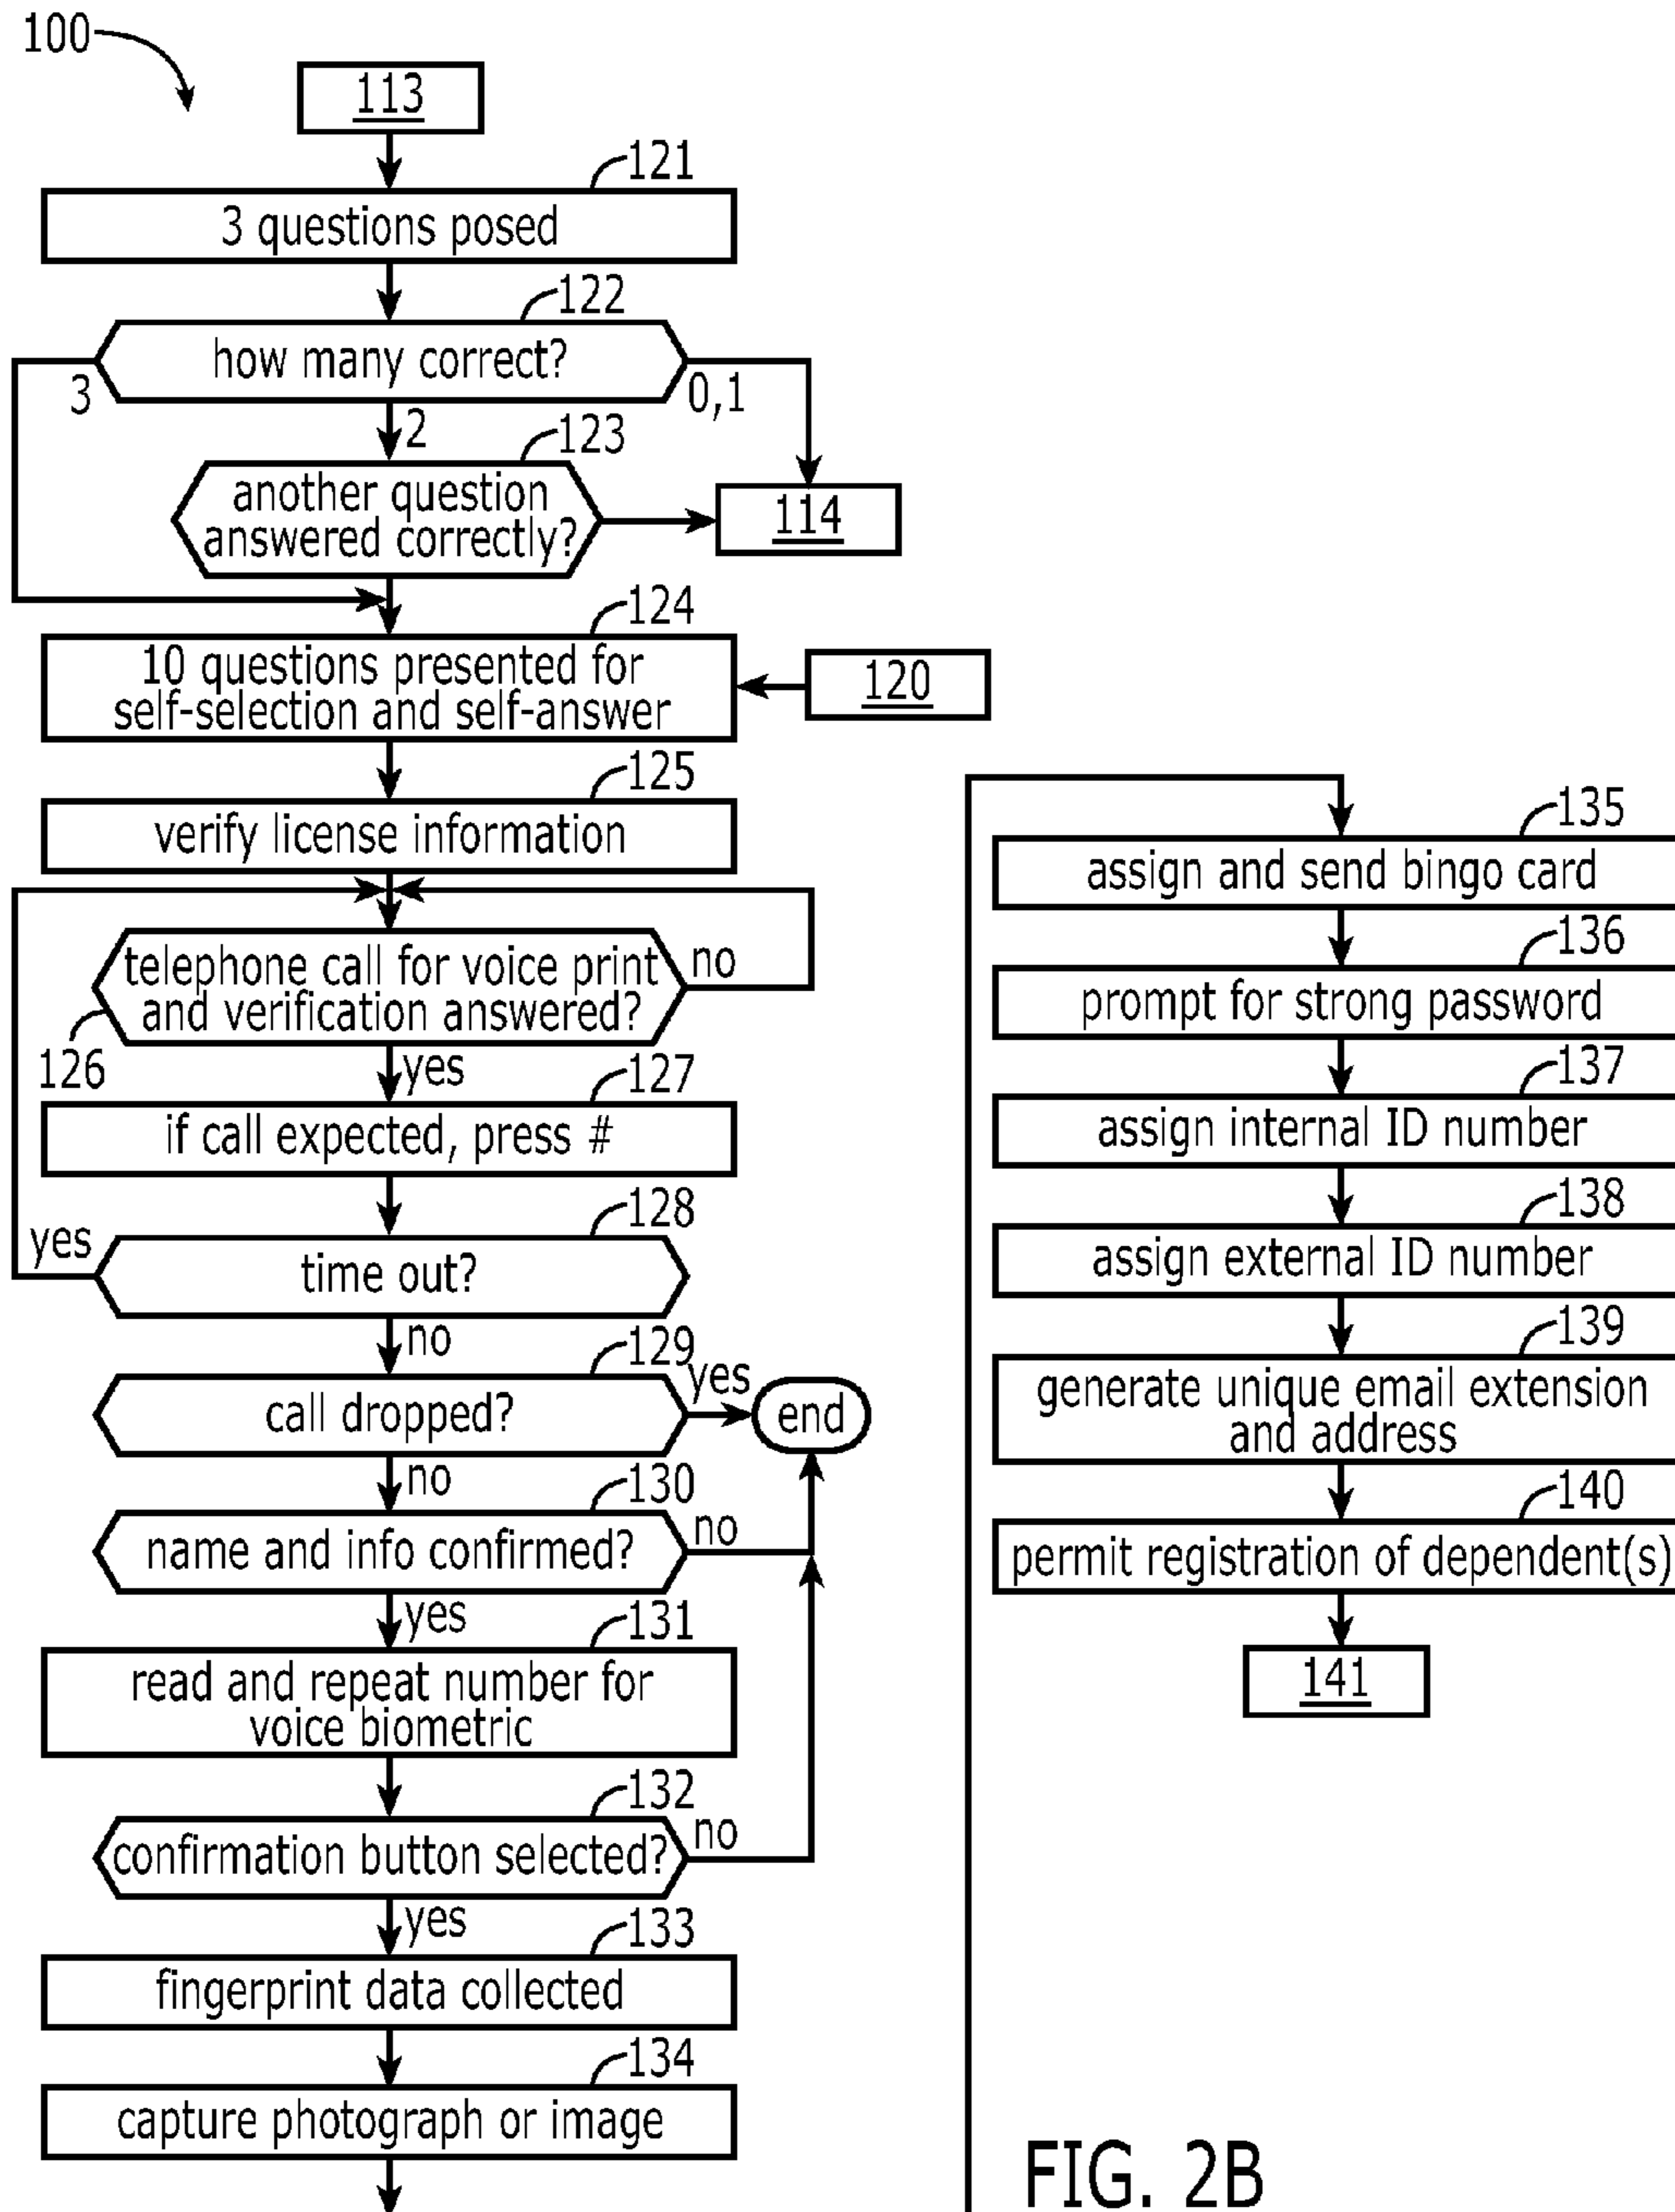 100
113
121
3 questions posed
122
how many correct?
3
0,1
2
123
another question
answered correctly?
114
124
10 questions presented for
self-selection and self-answer
120
125
verify license information
telephone call for voice print
and verification answered?
no
126
yes
127
if call expected, press #
128
yes
time out?
no
129
call dropped?
yes
end
no
130
name and info confirmed?
no
yes
131
read and repeat number for
voice biometric
132
confirmation button selected?
no
yes
133
fingerprint data collected
134
capture photograph or image
135
assign and send bingo card
136
prompt for strong password
137
assign internal ID number
138
assign external ID number
139
generate unique email extension
and address
140
permit registration of dependent(s)
141
FIG. 2B